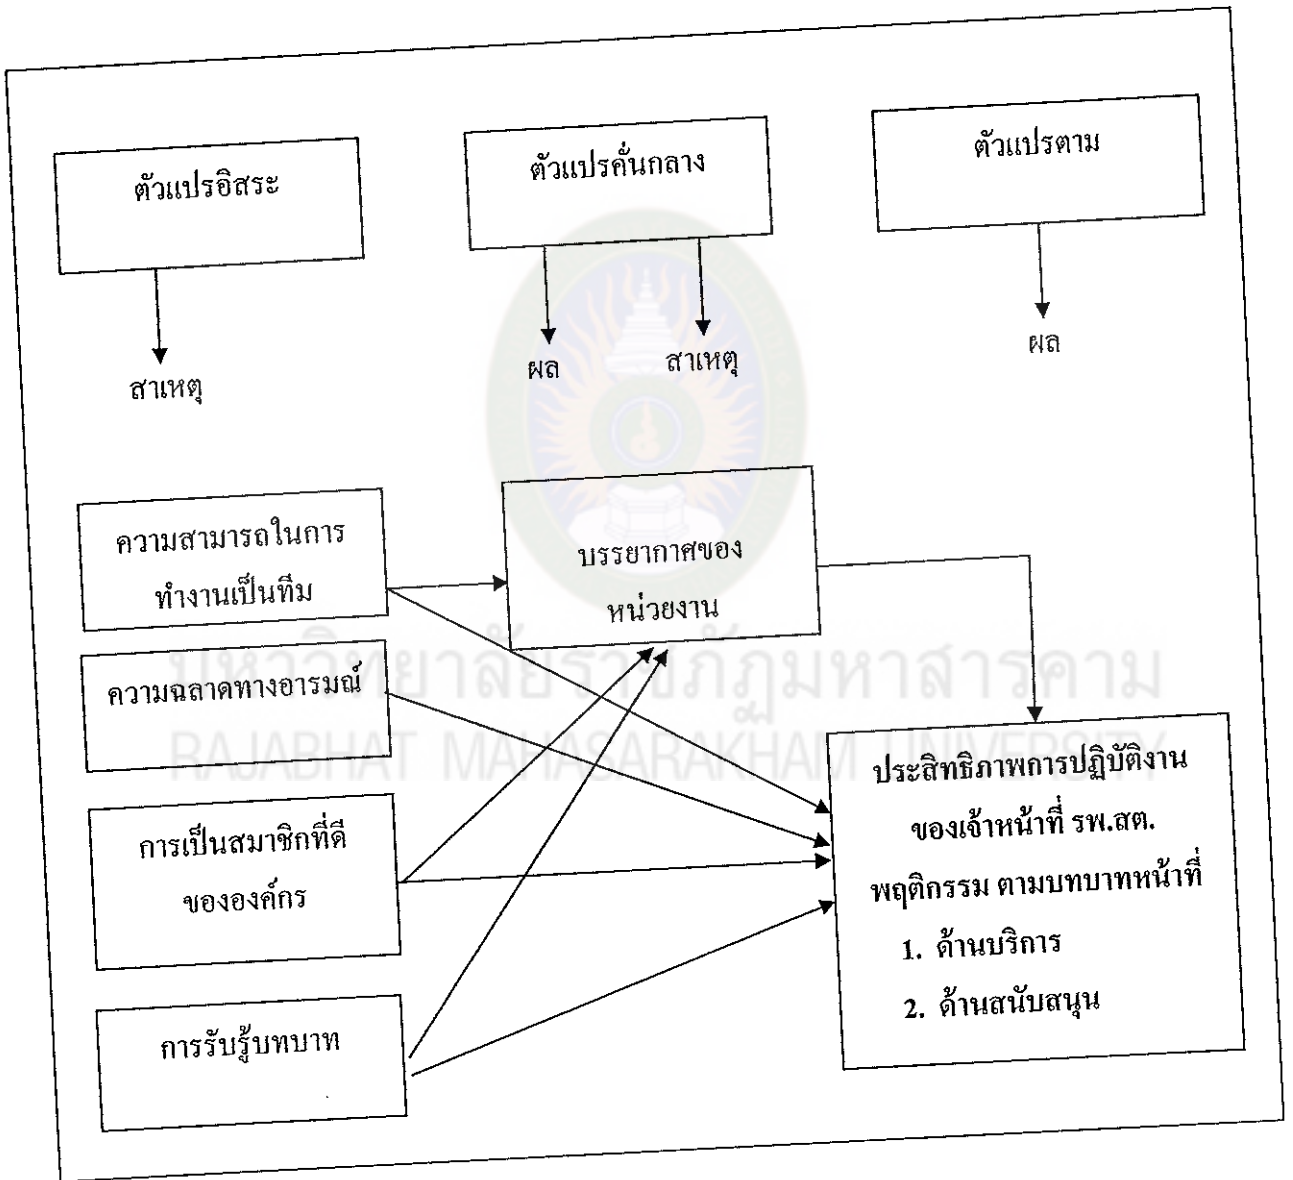 ตัวแปรอิสระ
ตัวแปรคั่นกลาง
ตัวแปรตาม
สาเหตุ
ผล
สาเหตุ
ผล
ความสามารถในการ
ทำงานเป็นทีม
บรรยากาศของ
หน่วยงาน
ความฉลาดทางอารมณ์
การเป็นสมาชิกที่ดี
ขององค์กร
การรับรู้บทบาท
ประสิทธิภาพการปฏิบัติงาน
ของเจ้าหน้าที่ รพ.สต.
พฤติกรรม ตามบทบาทหน้าที่
1. ด้านบริการ
2. ด้านสนับสนุน
มหาวิทยาลัยราชภัฏมหาสารคาม
RAJABHAT MAHASARAKHAM UNIVERSITY